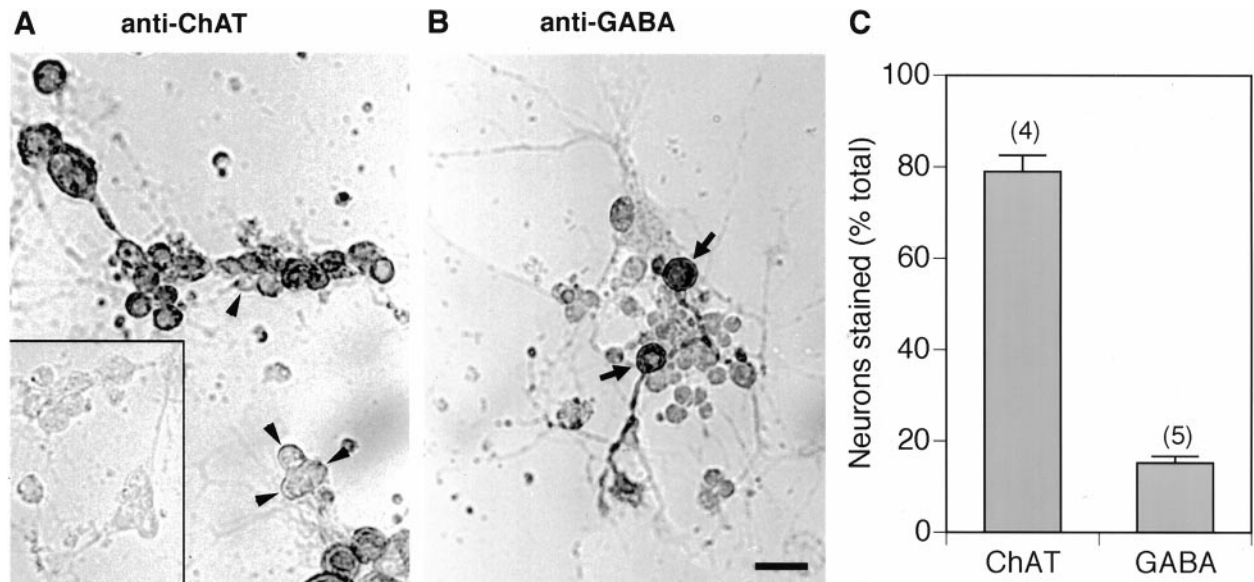 A anti-ChAT
B anti-GABA
C
Neurons stained (% total)
100
80
60
40
20
0
(4)
(5)
ChAT
GABA